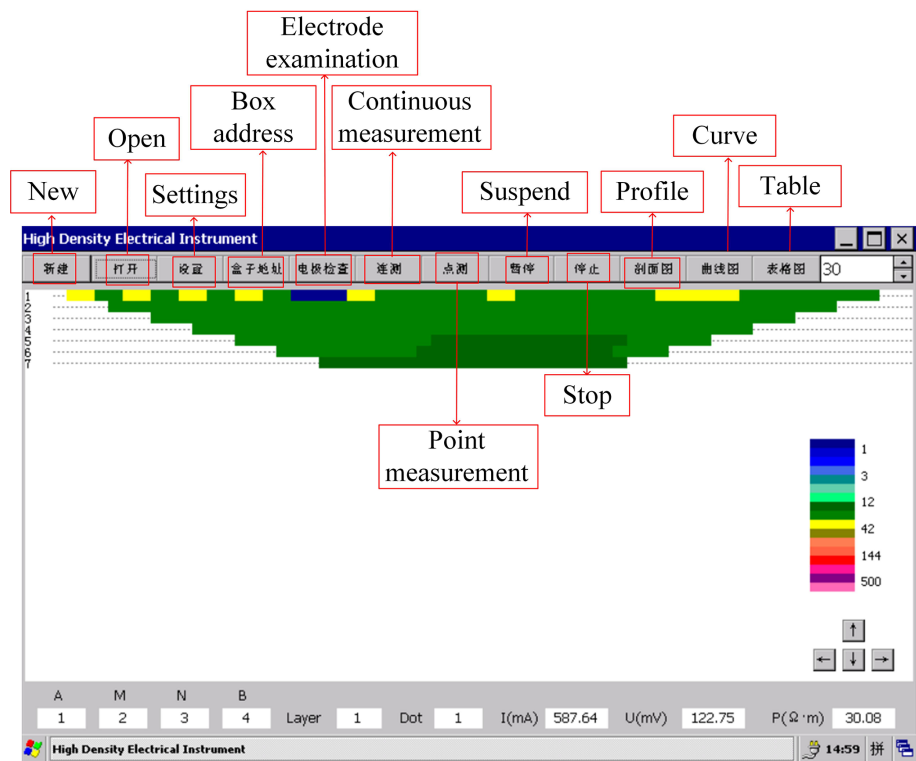 Electrode
examination
Box
address
Continuous
measurement
Open
Curve
New
Settings
Suspend
Profile
Table
High Density Electrical Instrument
新建
打开
设置
盒子地址
电极检查
连测
点测
暂停
停止
剖面图
曲线图
表格图
30
1
2
3
4
5
6
7
Stop
Point
measurement
1
3
12
42
144
500
↑
← ↓ →
A M N B
1 2 3 4 Layer 1 Dot 1 I(mA) 587.64 U(mV) 122.75 P(Ω·m) 30.08
High Density Electrical Instrument 14:59 拼